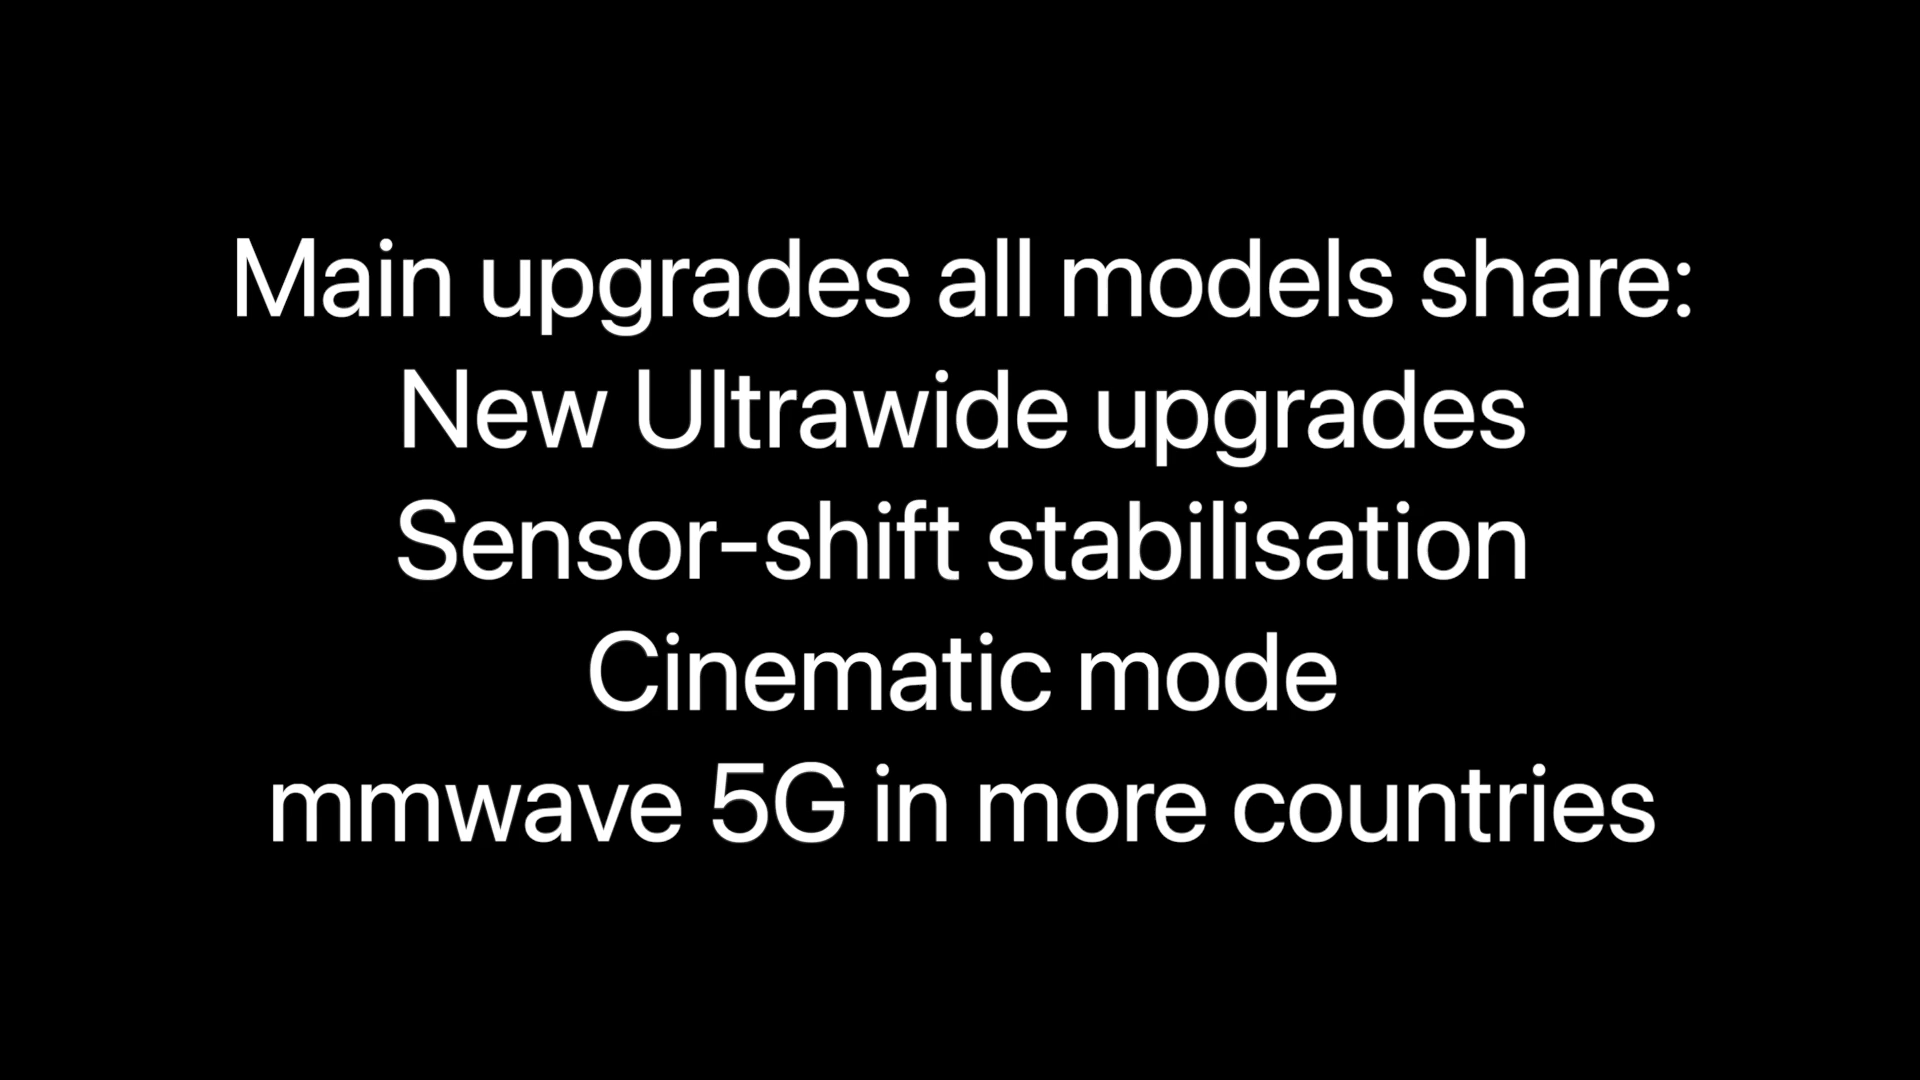 Main upgrades all models share:
New Ultrawide upgrades
Sensor-shift stabilisation
Cinematic mode
mmwave 5G in more countries